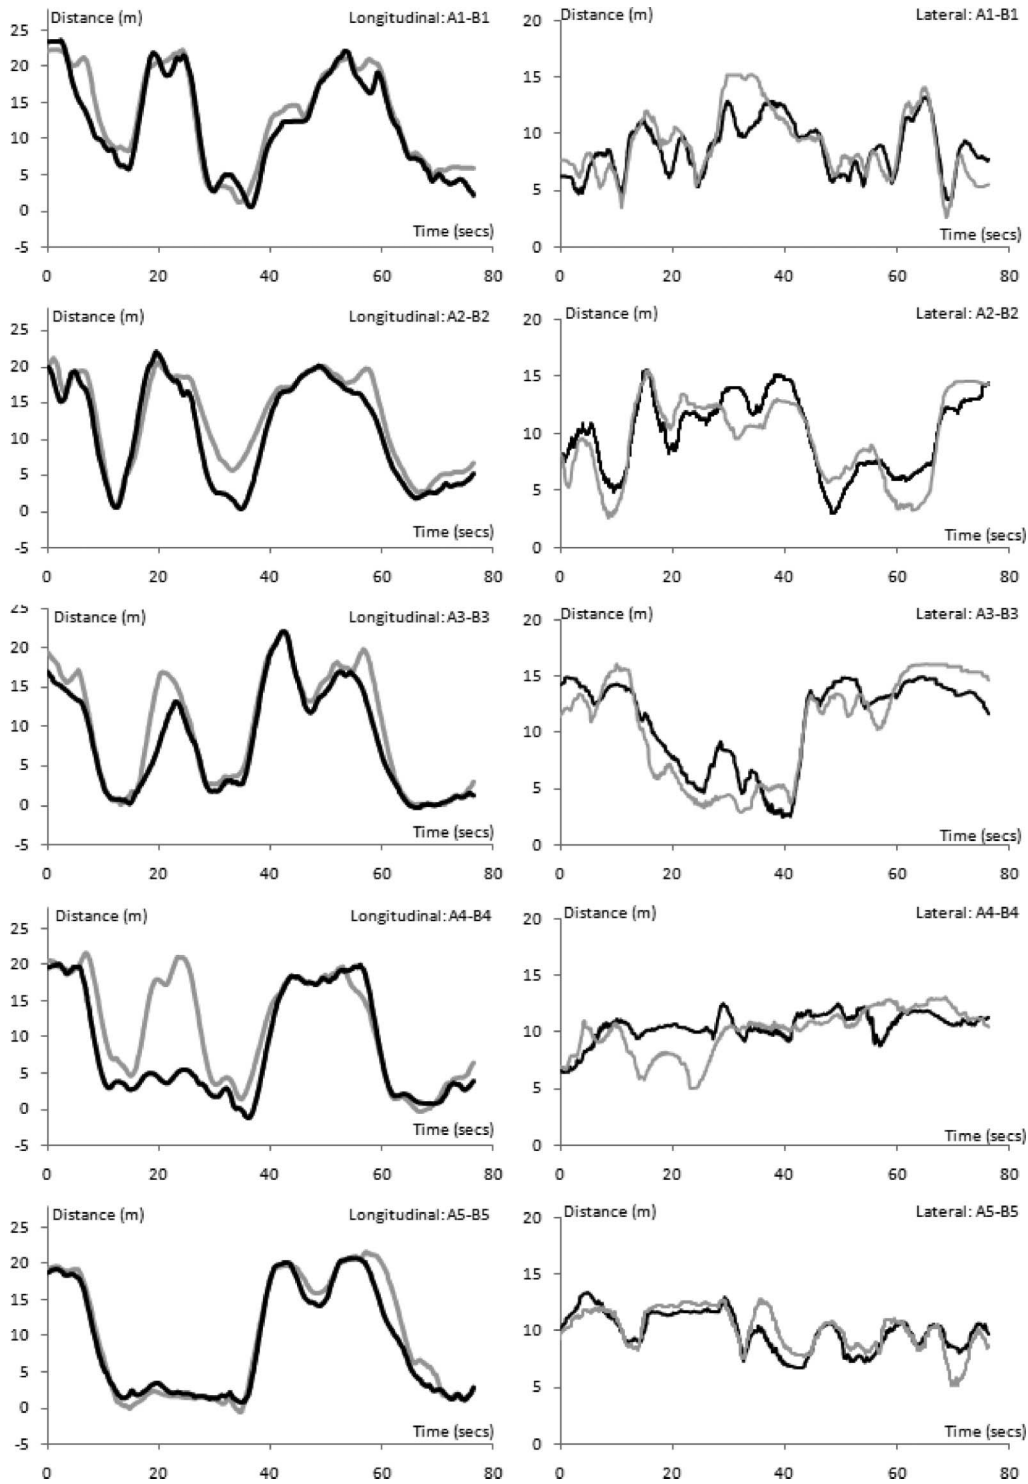 Distance (m) Longitudinal: A1-B1
25
20
15
10
5
0
Time (secs)
-5
0 20 40 60 80
Distance (m) Lateral: A1-B1
20
15
10
5
Time (secs)
0
0 20 40 60 80
Distance (m) Longitudinal: A2-B2
25
20
15
10
5
0
Time (secs)
-5
0 20 40 60 80
Distance (m) Lateral: A2-B2
20
15
10
5
Time (secs)
0
0 20 40 60 80
25
Distance (m) Longitudinal: A3-B3
20
15
10
5
0
Time (secs)
-5
0 20 40 60 80
Distance (m) Lateral: A3-B3
20
15
10
5
Time (secs)
0
0 20 40 60 80
Distance (m) Longitudinal: A4-B4
25
20
15
10
5
0
Time (secs)
-5
0 20 40 60 80
Distance (m) Lateral: A4-B4
20
15
10
5
Time (secs)
0
0 20 40 60 80
Distance (m) Longitudinal: A5-B5
25
20
15
10
5
0
Time (secs)
-5
0 20 40 60 80
Distance (m) Lateral: A5-B5
20
15
10
5
Time (secs)
0
0 20 40 60 80